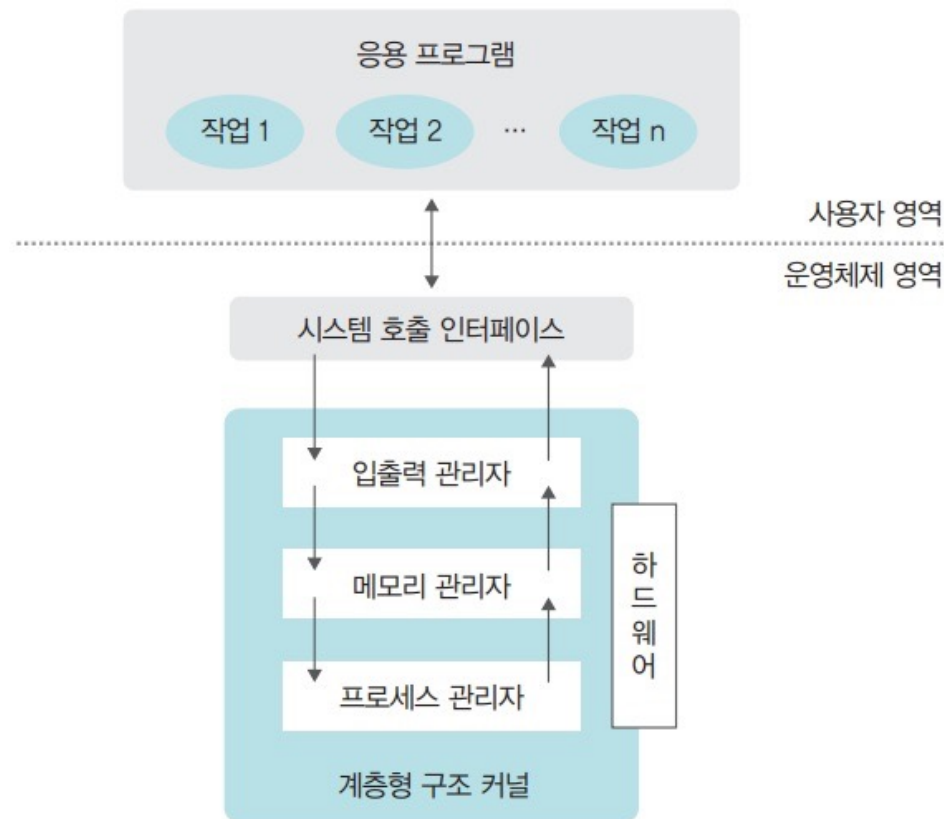 응용 프로그램
작업 1 작업 2 ··· 작업 n
사용자 영역
운영체제 영역
시스템 호출 인터페이스
입출력 관리자
메모리 관리자
하드웨어
프로세스 관리자
계층형 구조 커널